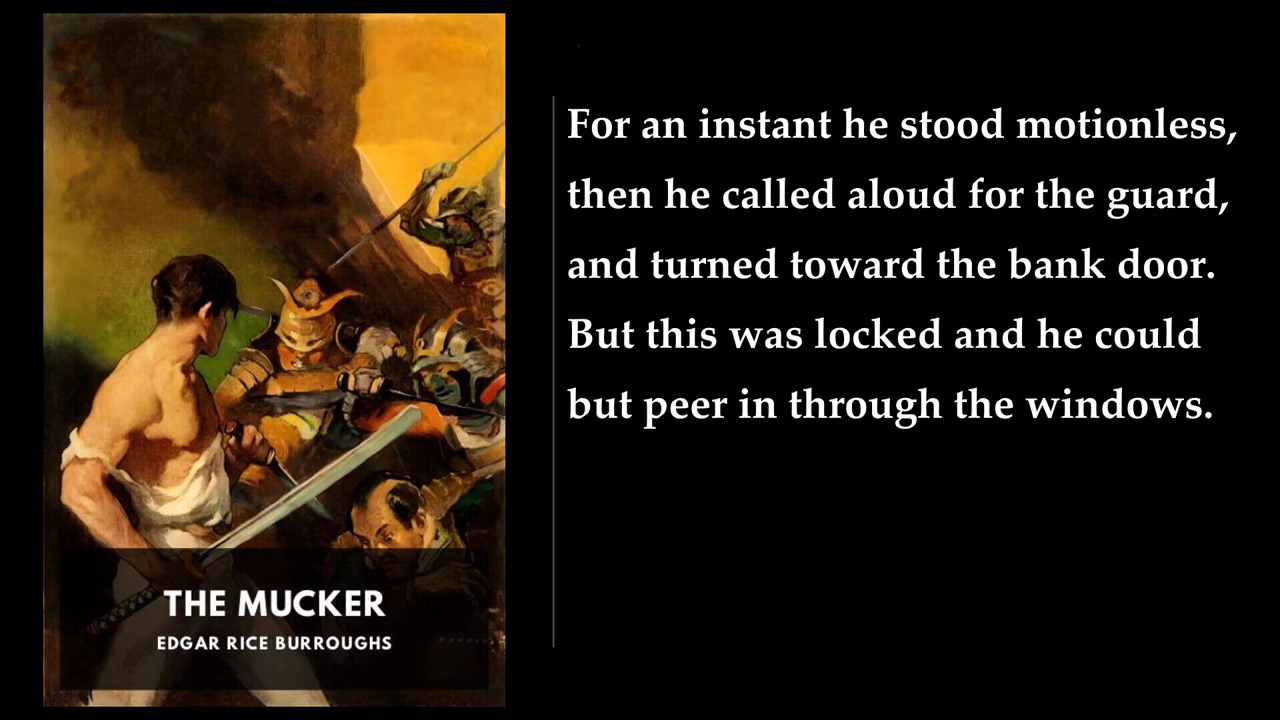 For an instant he stood motionless,
then he called aloud for the guard,
and turned toward the bank door.
But this was locked and he could
but peer in through the windows.
THE MUCKER
EDGAR RICE BURROUGHS